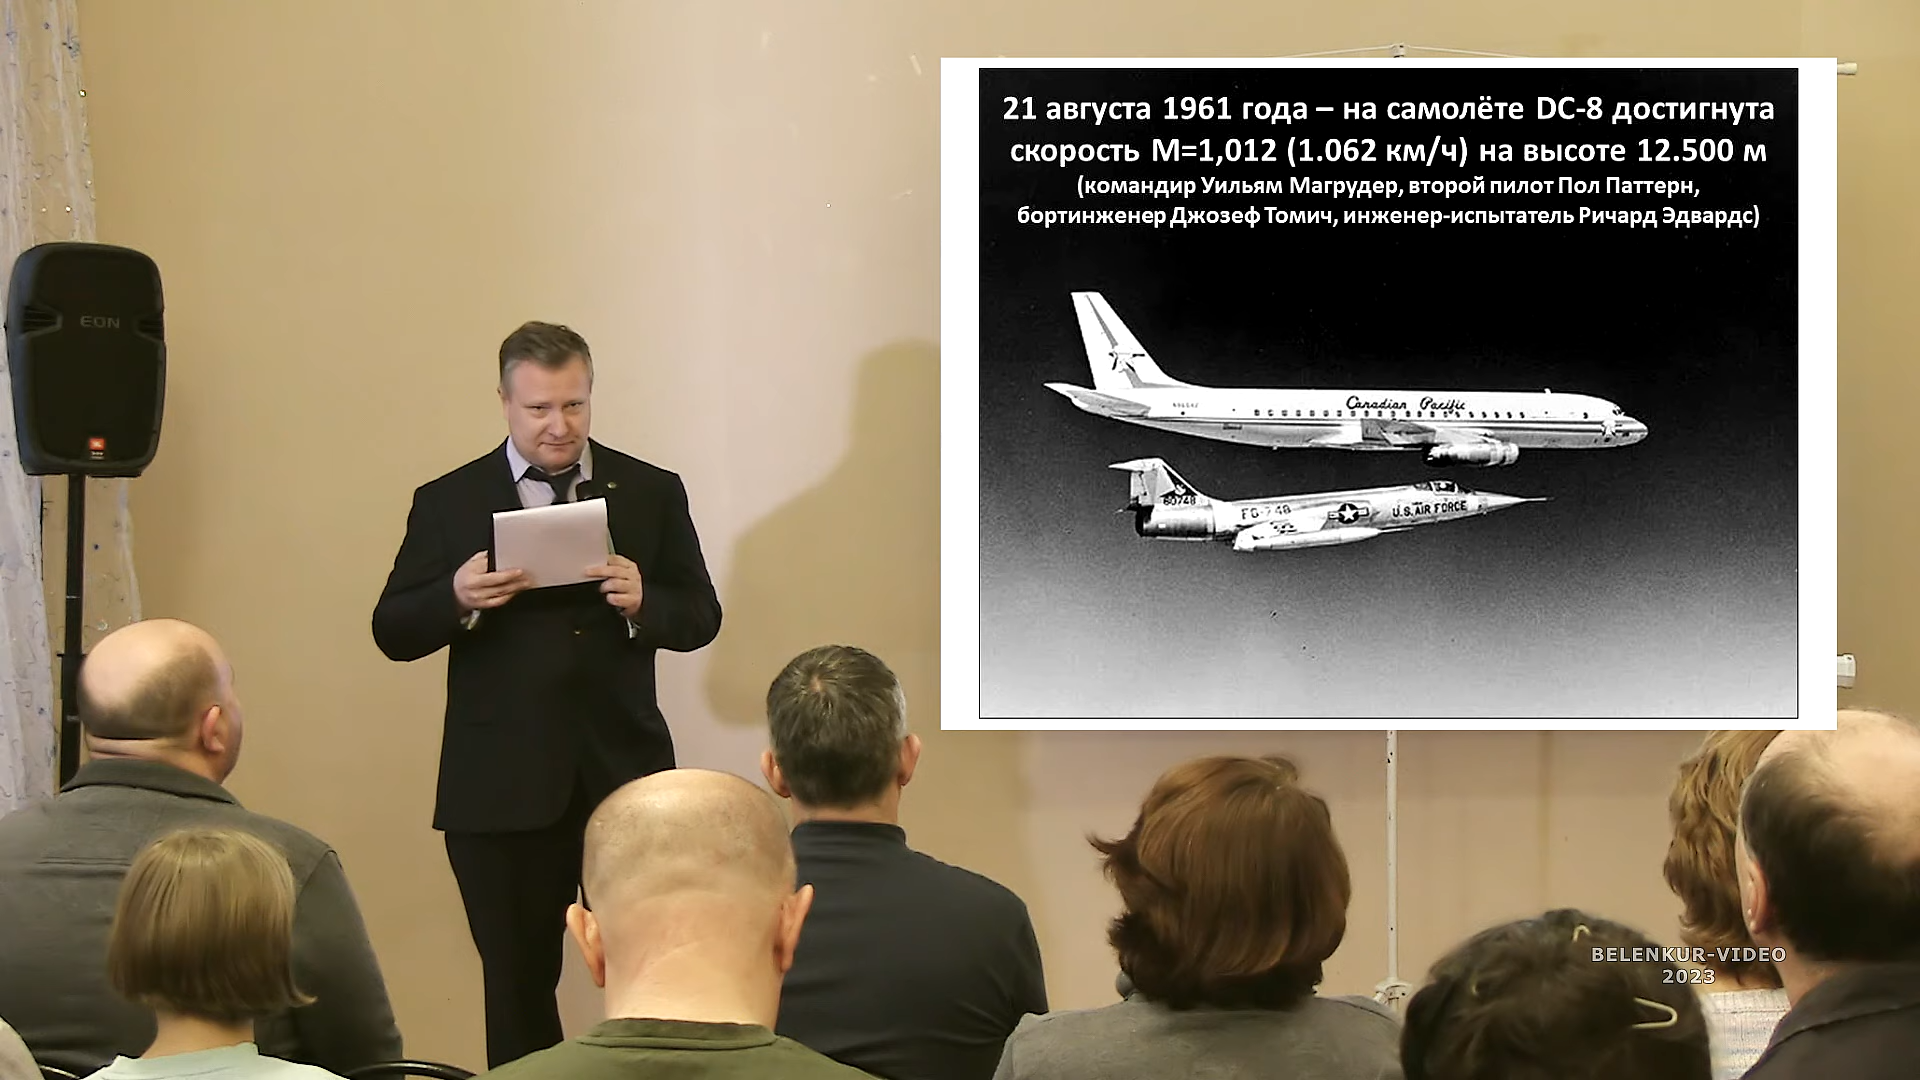 21 августа 1961 года – на самолёте DC-8 достигнута
скорость М=1,012 (1.062 км/ч) на высоте 12.500 м
(командир Уильям Магрудер, второй пилот Пол Паттерн,
бортинженер Джозеф Томич, инженер-испытатель Ричард Эдвардс)
EON
JBL
Canadian Pacific
60748
FG-748
U.S. AIR FORCE
BELENKUR-VIDEO
2023